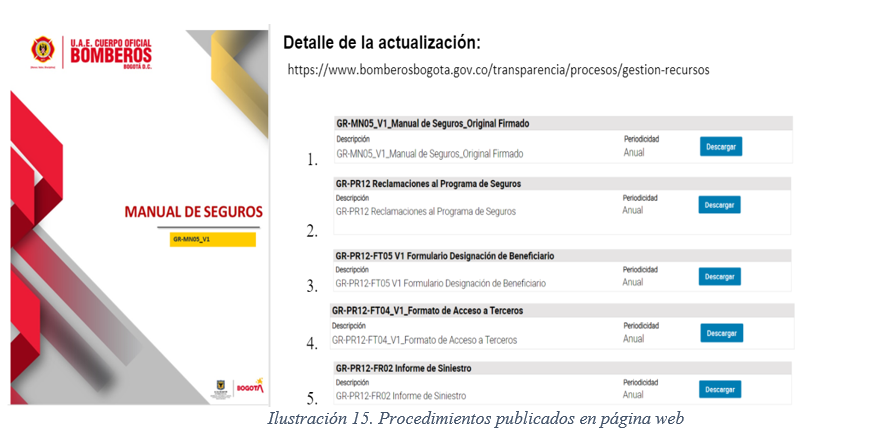 U.A.E. CUERPO OFICIAL
BOMBEROS
BOGOTÁ D.C.
MANUAL DE SEGUROS
GR-MN05_V1
BOGOTÁ
Detalle de la actualización:
https://www.bomberosbogota.gov.co/transparencia/procesos/gestion-recursos
1.
GR-MN05_V1_Manual de Seguros_Original Firmado
Descripción Periodicidad
GR-MN05_V1_Manual de Seguros_Original Firmado Anual
Descargar
2.
GR-PR12 Reclamaciones al Programa de Seguros
Descripción Periodicidad
GR-PR12 Reclamaciones al Programa de Seguros Anual
Descargar
3.
GR-PR12-FT05 V1 Formulario Designación de Beneficiario
Descripción Periodicidad
GR-PR12-FT05 V1 Formulario Designación de Beneficiario Anual
Descargar
4.
GR-PR12-FT04_V1_Formato de Acceso a Terceros
Descripción Periodicidad
GR-PR12-FT04_V1_Formato de Acceso a Terceros Anual
Descargar
5.
GR-PR12-FR02 Informe de Siniestro
Descripción Periodicidad
GR-PR12-FR02 Informe de Siniestro Anual
Descargar
Ilustración 15. Procedimientos publicados en página web